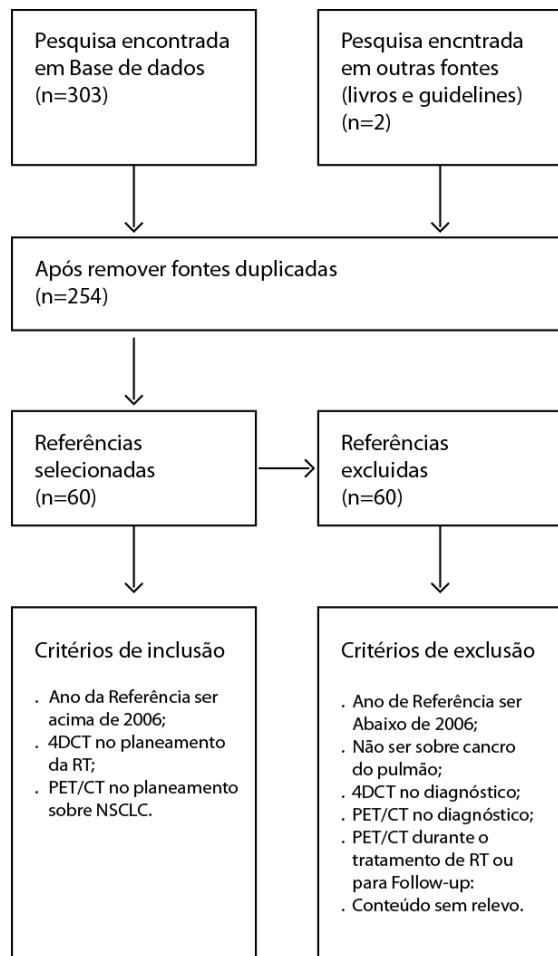 Pesquisa encontrada
em Base de dados
(n=303)
Pesquisa encntrada
em outras fontes
(livros e guidelines)
(n=2)
Após remover fontes duplicadas
(n=254)
Referências
selecionadas
(n=60)
Referências
excluidas
(n=60)
Critérios de inclusão
. Ano da Referência ser
acima de 2006;
. 4DCT no planeamento
da RT;
. PET/CT no planeamento
sobre NSCLC.
Critérios de exclusão
. Ano de Referência ser
Abaixo de 2006;
. Não ser sobre cancro
do pulmão;
. 4DCT no diagnóstico;
. PET/CT no diagnóstico;
. PET/CT durante o
tratamento de RT ou
para Follow-up:
. Conteúdo sem relevo.